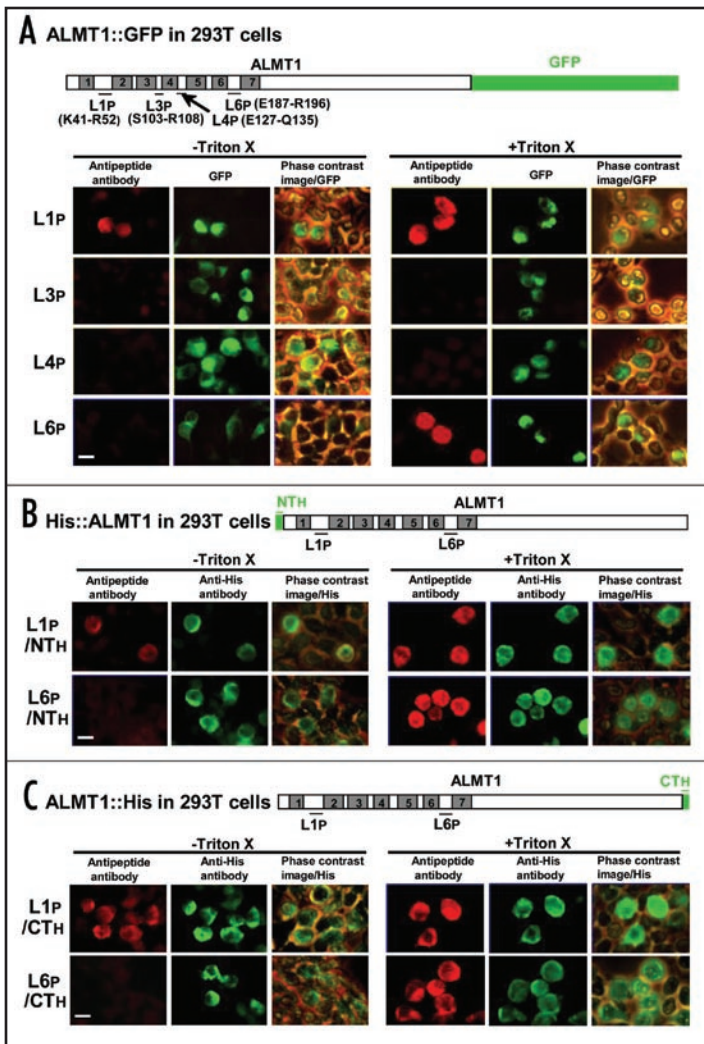 A ALMT1::GFP in 293T cells
ALMT1 GFP
1 2 3 4 5 6 7
L1P L3P L6P (E187-R196)
(K41-R52) (S103-R108) L4P (E127-Q135)
-Triton X +Triton X
Antipeptide antibody GFP Phase contrast image/GFP Antipeptide antibody GFP Phase contrast image/GFP
L1P
L3P
L4P
L6P
B His::ALMT1 in 293T cells
NTH ALMT1
1 2 3 4 5 6 7
L1P L6P
-Triton X +Triton X
Antipeptide antibody Anti-His antibody Phase contrast image/His Antipeptide antibody Anti-His antibody Phase contrast image/His
L1P
/NTH
L6P
/NTH
C ALMT1::His in 293T cells
ALMT1 CTH
1 2 3 4 5 6 7
L1P L6P
-Triton X +Triton X
Antipeptide antibody Anti-His antibody Phase contrast image/His Antipeptide antibody Anti-His antibody Phase contrast image/His
L1P
/CTH
L6P
/CTH